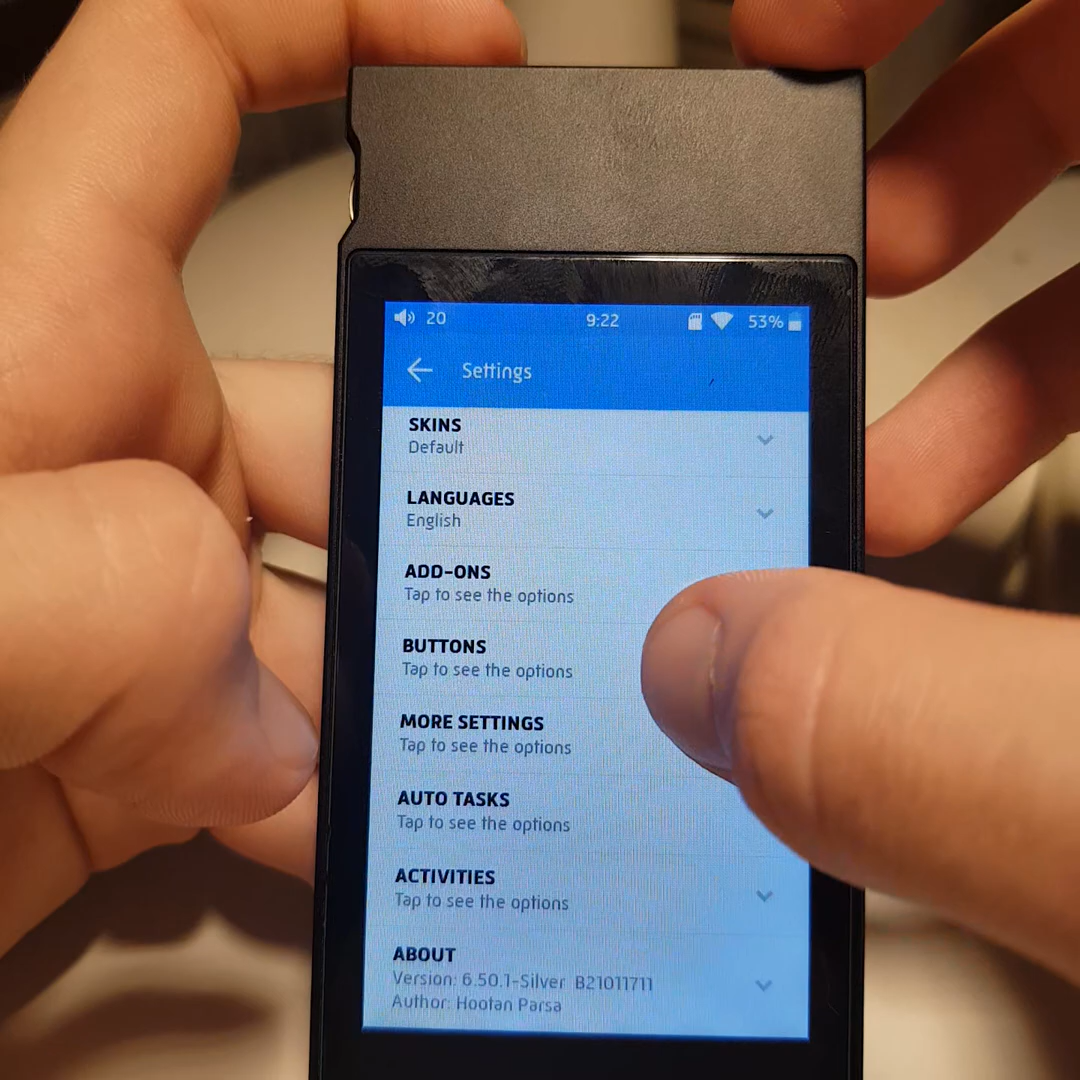 20 9:22 53%
Settings
SKINS
Default
LANGUAGES
English
ADD-ONS
Tap to see the options
BUTTONS
Tap to see the options
MORE SETTINGS
Tap to see the options
AUTO TASKS
Tap to see the options
ACTIVITIES
Tap to see the options
ABOUT
Version: 6.50.1-Silver B21011711
Author: Hootan Parsa